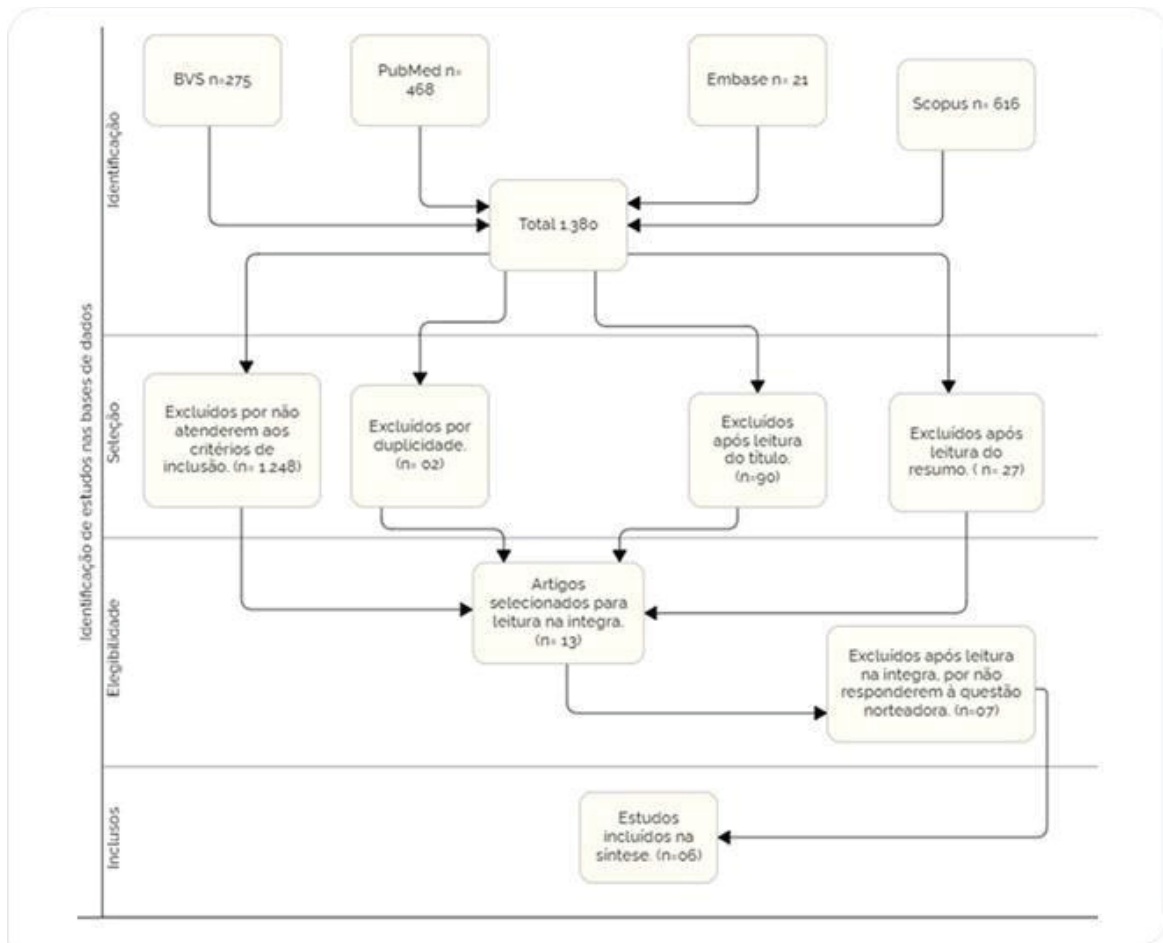 Identificação de estudos nas bases de dados
Identificação
BVS n=275
PubMed n=
468
Embase n= 21
Scopus n= 616
Total 1.380
Seleção
Excluídos por não
atenderem aos
critérios de
inclusão. (n= 1.248)
Excluídos por
duplicidade.
(n= 02)
Excluídos
após leitura
do título.
(n=90)
Excluídos após
leitura do
resumo. ( n= 27)
Elegibilidade
Artigos
selecionados para
leitura na integra.
(n= 13)
Excluídos após leitura
na integra, por não
responderem à questão
norteadora. (n=07)
Inclusos
Estudos
incluídos na
síntese. (n=06)